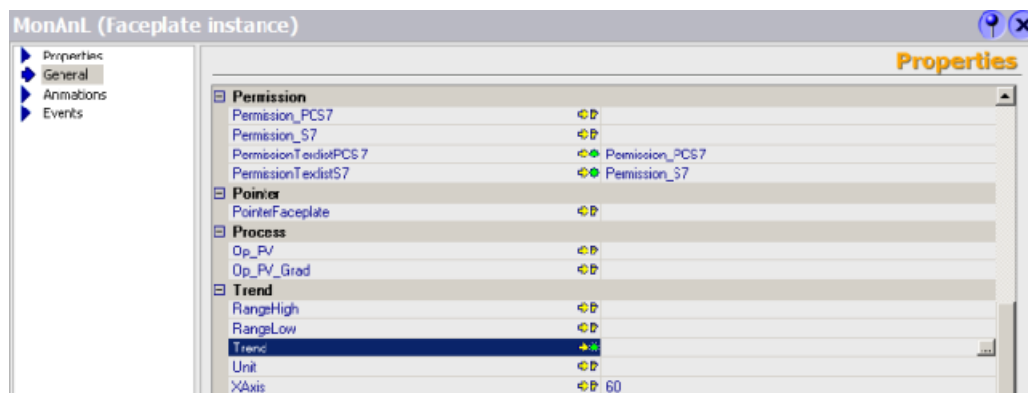 MonAnL (Faceplate instance)
Properties
General
Animations
Events
Properties
Permission
Permission_PCS7
Permission_S7
PermissionTextlistPCS7 Permission_PCS7
PermissionTextlistS7 Permission_S7
Pointer
PointerFaceplate
Process
Op_PV
Op_PV_Grad
Trend
RangeHigh
RangeLow
Trend ...
Unit
XAxis 60